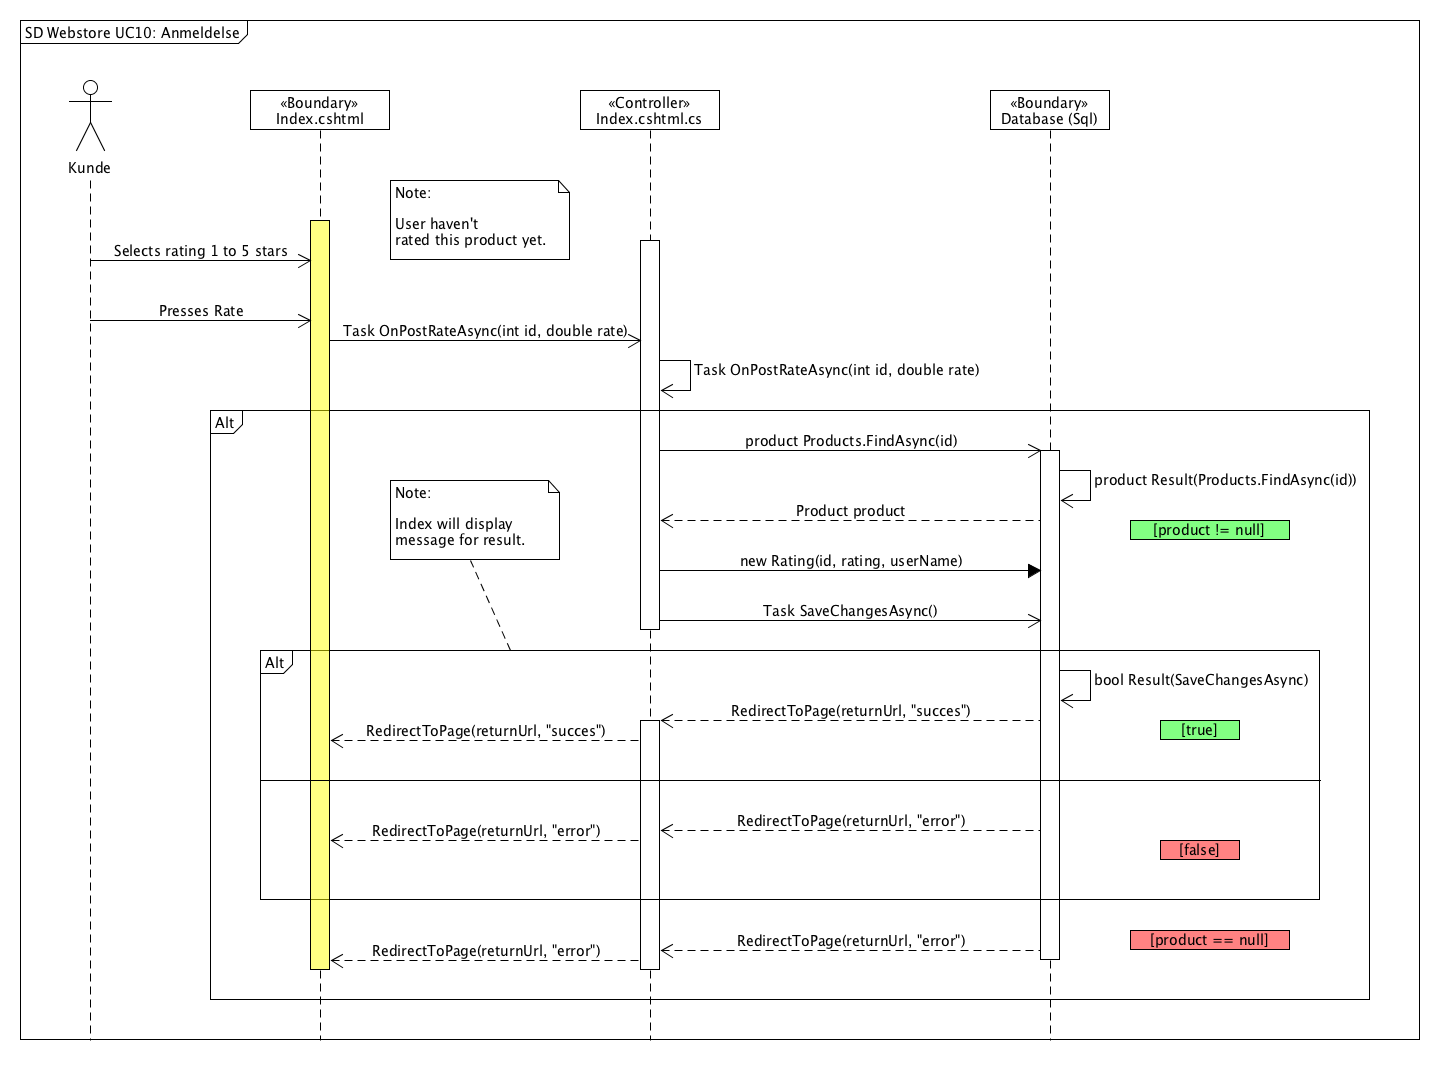 SD Webstore UC10: Anmeldelse
«Boundary»
Index.cshtml
«Controller»
Index.cshtml.cs
«Boundary»
Database (Sql)
Kunde
Note:
User haven't
rated this product yet.
Selects rating 1 to 5 stars
Presses Rate
Task OnPostRateAsync(int id, double rate)
Task OnPostRateAsync(int id, double rate)
Alt
product Products.FindAsync(id)
product Result(Products.FindAsync(id))
Note:
Index will display
message for result.
Product product
[product != null]
new Rating(id, rating, userName)
Task SaveChangesAsync()
Alt
bool Result(SaveChangesAsync)
RedirectToPage(returnUrl, "succes")
RedirectToPage(returnUrl, "succes")
[true]
RedirectToPage(returnUrl, "error")
RedirectToPage(returnUrl, "error")
[false]
RedirectToPage(returnUrl, "error")
RedirectToPage(returnUrl, "error")
[product == null]